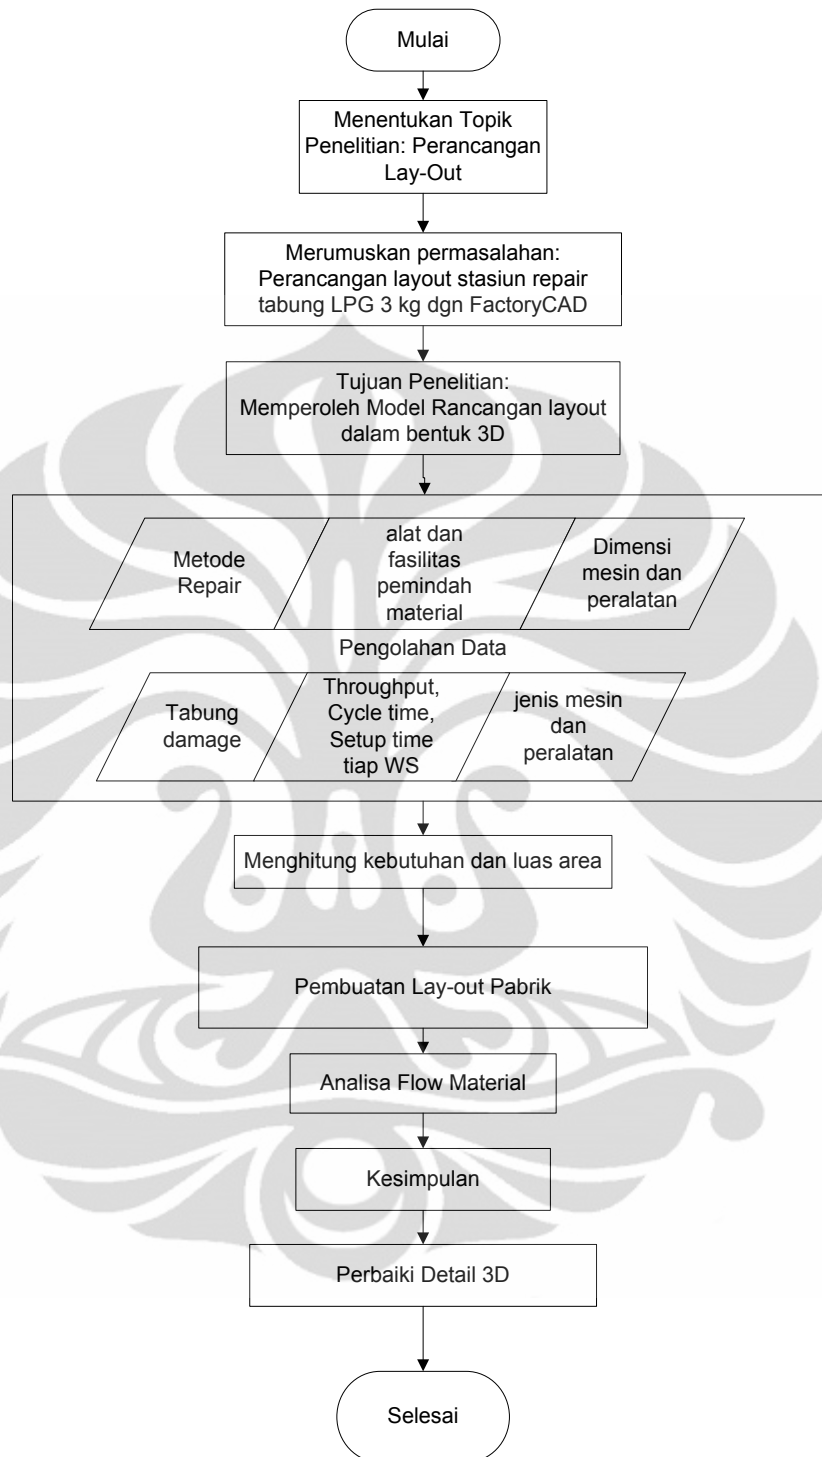 Mulai
Menentukan Topik
Penelitian: Perancangan
Lay-Out
Merumuskan permasalahan:
Perancangan layout stasiun repair
tabung LPG 3 kg dgn FactoryCAD
Tujuan Penelitian:
Memperoleh Model Rancangan layout
dalam bentuk 3D
Metode
Repair
alat dan
fasilitas
pemindah
material
Dimensi
mesin dan
peralatan
Pengolahan Data
Tabung
damage
Throughput,
Cycle time,
Setup time
tiap WS
jenis mesin
dan
peralatan
Menghitung kebutuhan dan luas area
Pembuatan Lay-out Pabrik
Analisa Flow Material
Kesimpulan
Perbaiki Detail 3D
Selesai